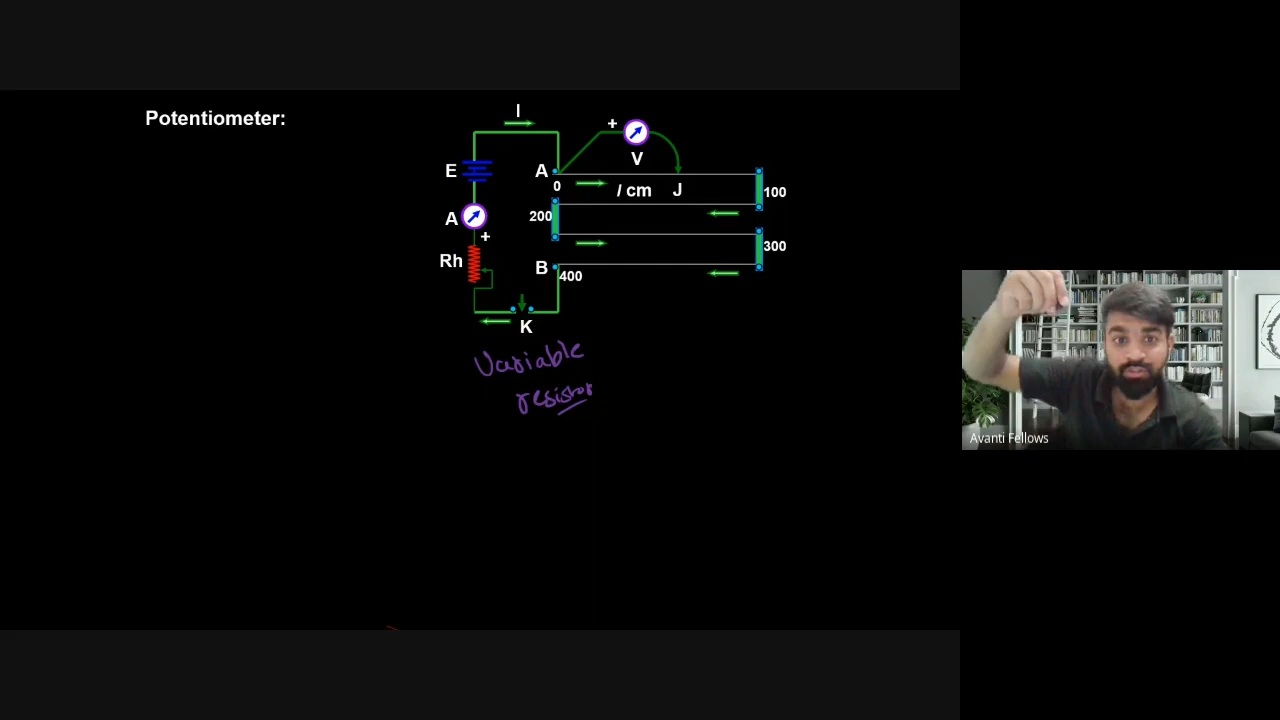 Potentiometer:
I
+
V
E
A
0
l cm
J
100
200
A
+
300
Rh
B
400
K
Variable
resistor
Avanti Fellows